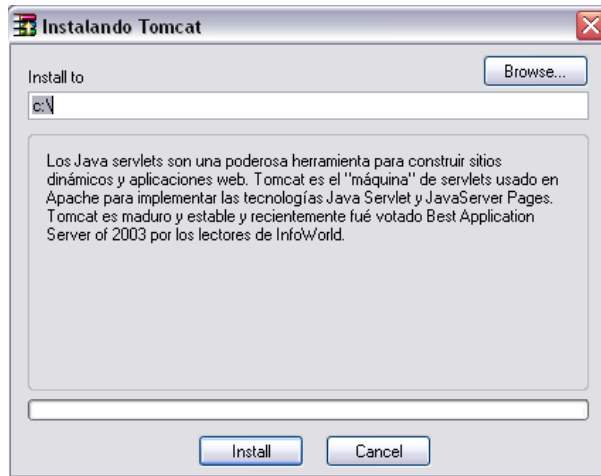 Instalando Tomcat
Install to
Browse...
c:\
Los Java servlets son una poderosa herramienta para construir sitios
dinámicos y aplicaciones web. Tomcat es el "máquina" de servlets usado en
Apache para implementar las tecnologías Java Servlet y JavaServer Pages.
Tomcat es maduro y estable y recientemente fué votado Best Application
Server of 2003 por los lectores de InfoWorld.
Install
Cancel